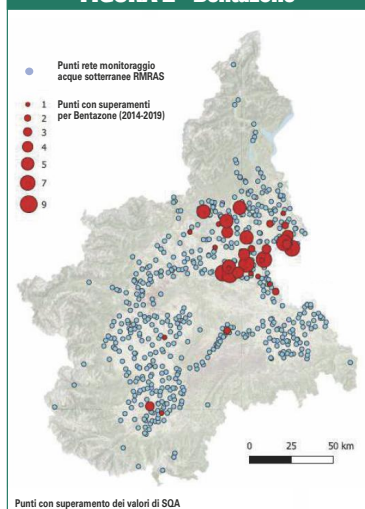 Bentazone
Punti rete monitoraggio
acque sotterranee RMRAS
1 Punti con superamenti
2 per Bentazone (2014-2019)
3
4
5
7
9
0 25 50 km
Punti con superamento dei valori di SQA